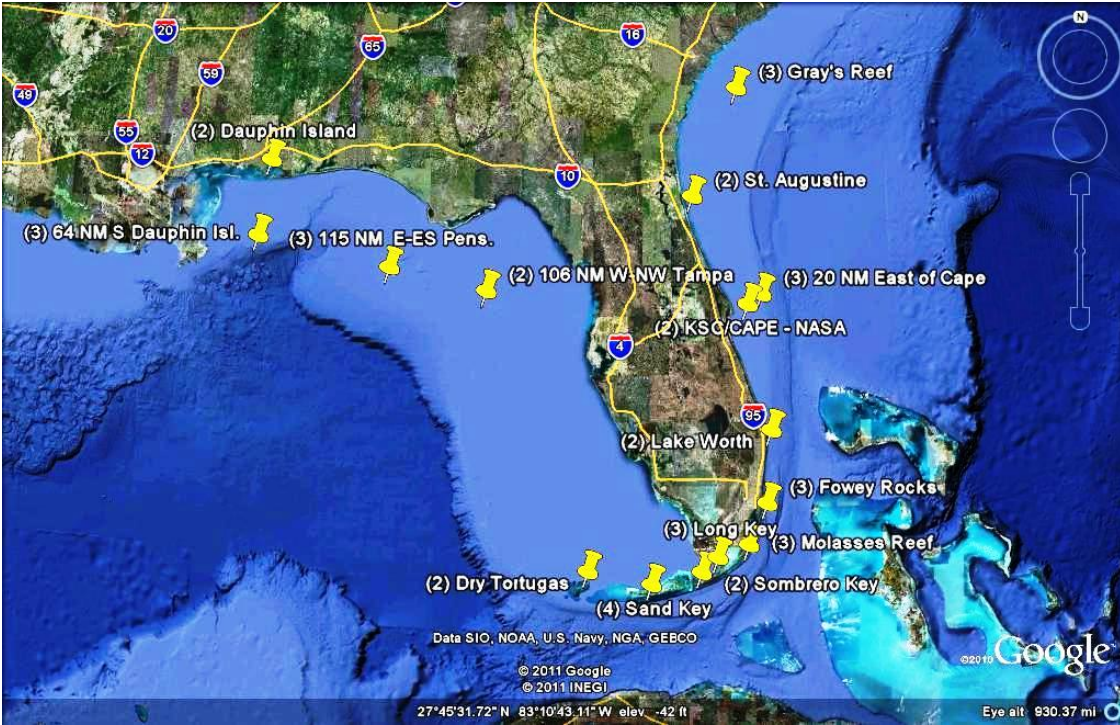 N
20
65
16
(3) Gray's Reef
59
49
55
(2) Dauphin Island
12
10
(2) St. Augustine
(3) 64 NM S Dauphin Isl.
(3) 115 NM E-ES Pens.
(2) 106 NM W-NW Tampa
(3) 20 NM East of Cape
(2) KSC/CAPE - NASA
4
95
(2) Lake Worth
(3) Fowey Rocks
(3) Long Key
(3) Molasses Reef
(2) Dry Tortugas
(2) Sombrero Key
(4) Sand Key
Data SIO, NOAA, U.S. Navy, NGA, GEBCO
©2010 Google
© 2011 Google
© 2011 INEGI
27°45'31.72" N 83°10'43.11" W elev -42 ft
Eye alt 930.37 mi